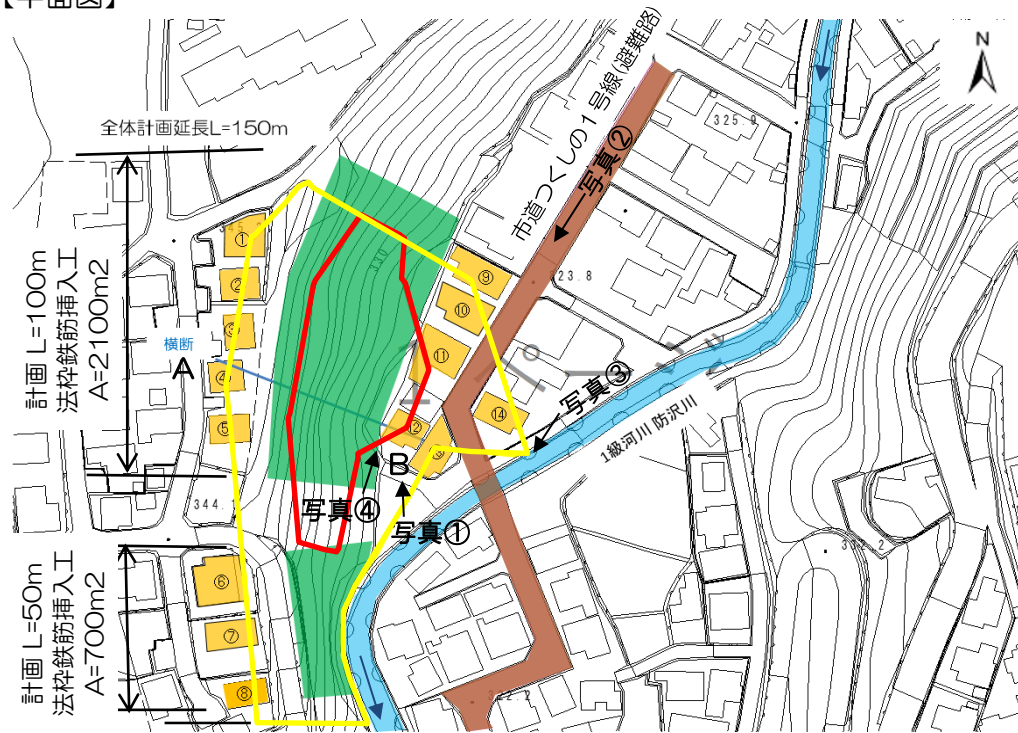 【平面図】
N
市道つくしの1号線(避難路)
325.9
全体計画延長L=150m
写真②
345
330
①
②
③
④
⑤
⑨
323.8
⑩
⑪
計画 L=100m
法枠鉄筋挿入工
A=2100m2
横断
A
写真③
⑭
⑫
⑬
B
1級河川 防沢川
344.
写真④
写真①
計画 L=50m
法枠鉄筋挿入工
A=700m2
⑥
⑦
⑧
322.2